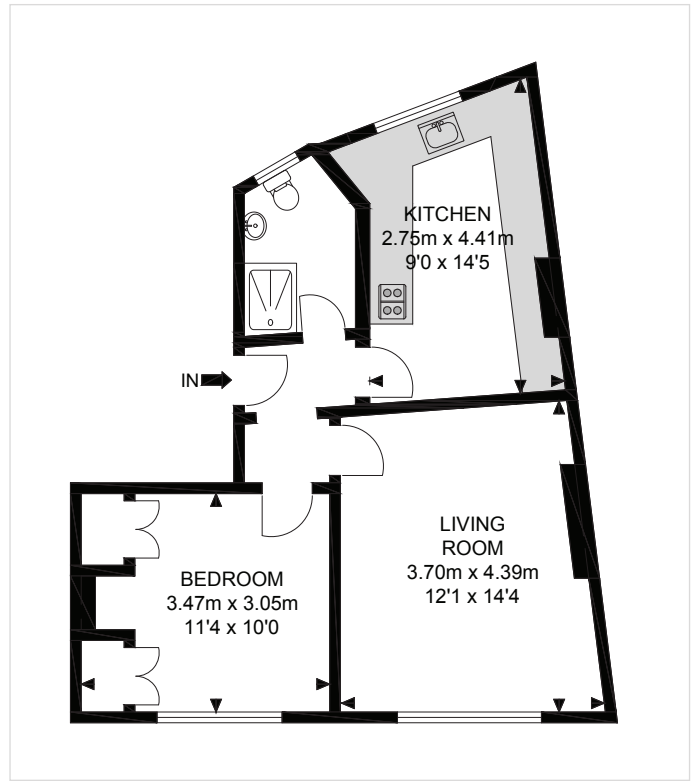 KITCHEN
2.75m x 4.41m
9'0 x 14'5
IN
LIVING
ROOM
3.70m x 4.39m
12'1 x 14'4
BEDROOM
3.47m x 3.05m
11'4 x 10'0